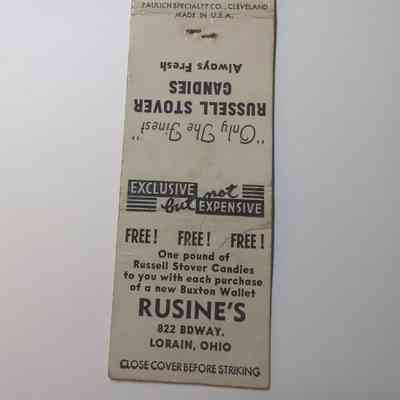 PAULICH SPECIALTY CO., CLEVELAND
MADE IN U.S.A.
"Only The Finest"
RUSSELL STOVER
CANDIES
Always Fresh
EXCLUSIVE
but not
EXPENSIVE
FREE! FREE! FREE!
One pound of
Russell Stover Candies
to you with each purchase
of a new Buxton Wallet
RUSINE'S
822 BDWAY.
LORAIN, OHIO
CLOSE COVER BEFORE STRIKING